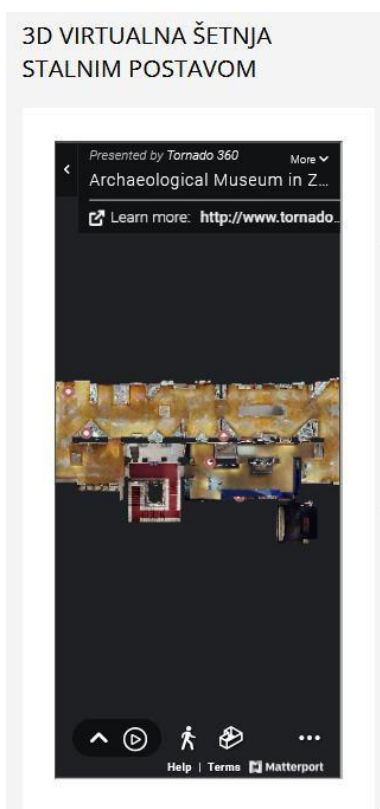 3D VIRTUALNA ŠETNJA
STALNIM POSTAVOM
Presented by Tornado 360
More
Archaeological Museum in Z...
Learn more: http://www.tornado...
Help | Terms Matterport